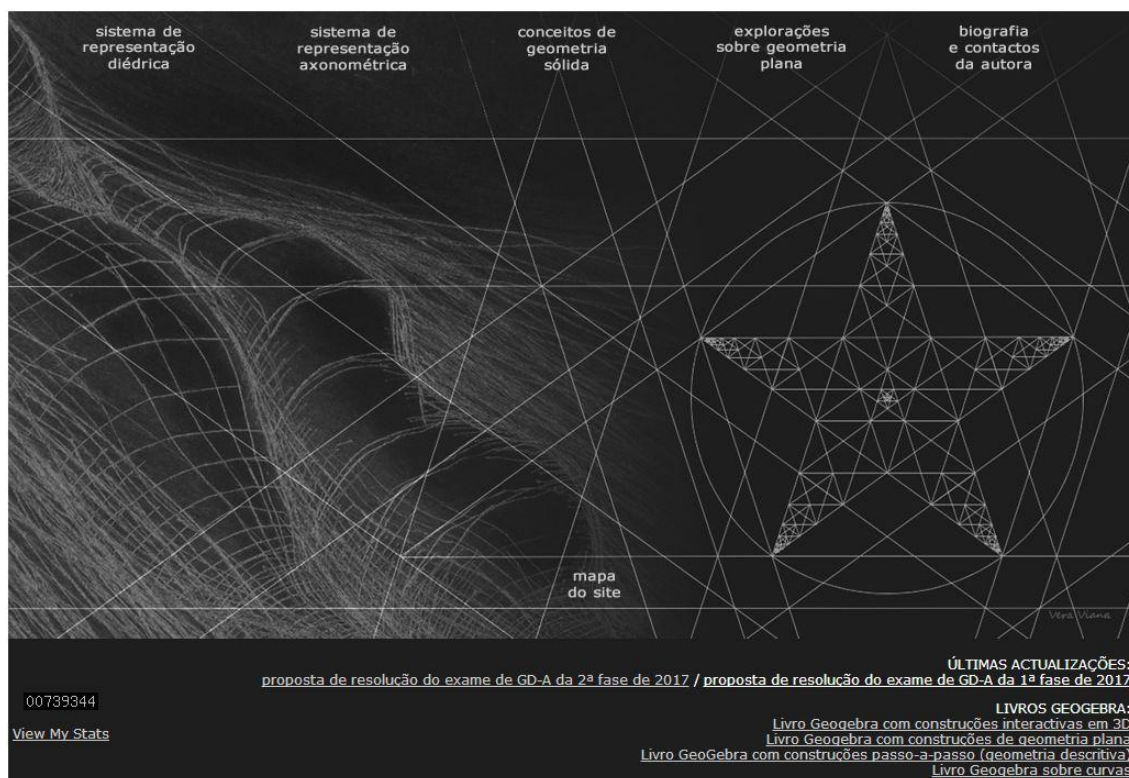 sistema de
representação
diédrica
sistema de
representação
axonométrica
conceitos de
geometria
sólida
explorações
sobre geometria
plana
biografia
e contactos
da autora
mapa
do site
Vera Viana
ÚLTIMAS ACTUALIZAÇÕES:
proposta de resolução do exame de GD-A da 2ª fase de 2017 / proposta de resolução do exame de GD-A da 1ª fase de 2017
00739344
View My Stats
LIVROS GEOGEBRA:
Livro Geogebra com construções interactivas em 3D
Livro Geogebra com construções de geometria plana
Livro GeoGebra com construções passo-a-passo (geometria descritiva)
Livro Geogebra sobre curvas